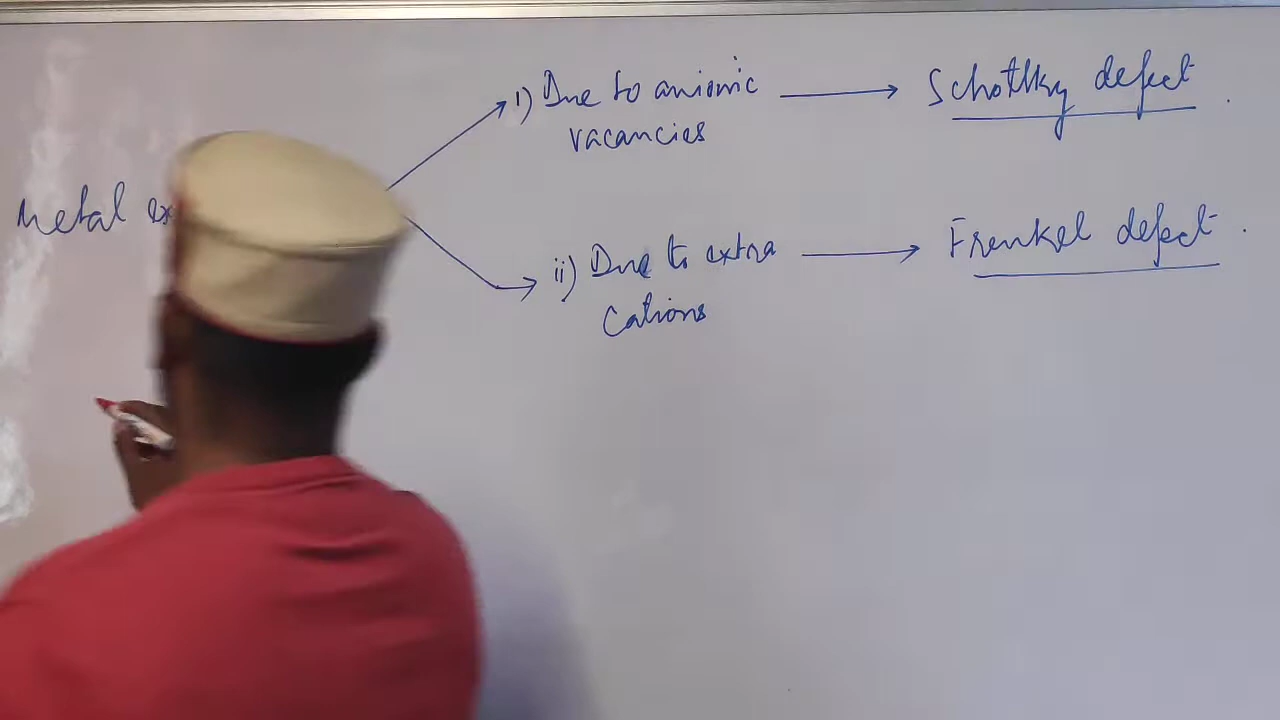 i) Due to anionic → Schottky defect.
vacancies
Metal ex
ii) Due to extra → Frenkel defect.
Cations